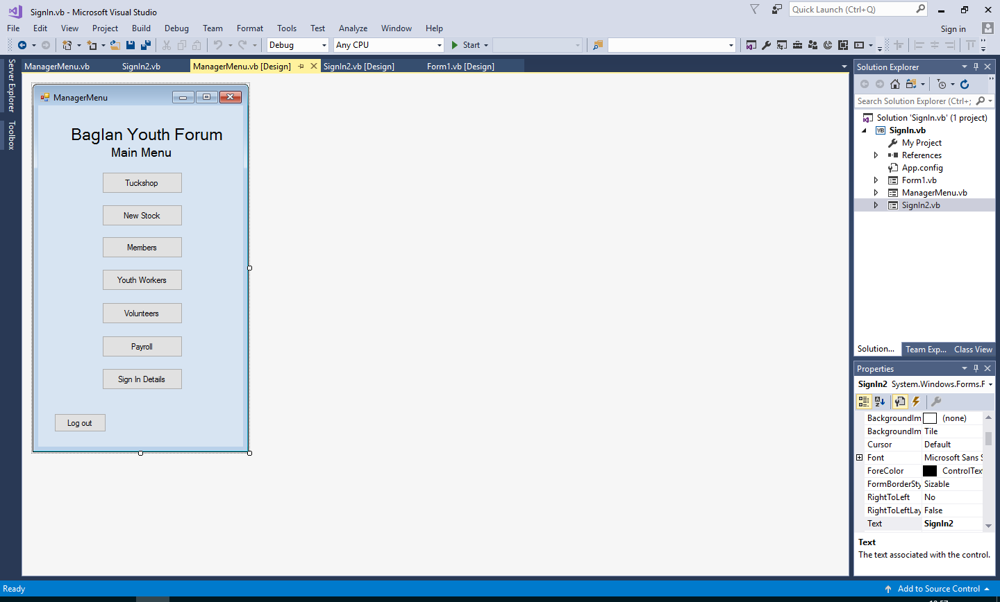 SignIn.vb - Microsoft Visual Studio
Quick Launch (Ctrl+Q)
File Edit View Project Build Debug Team Format Tools Test Analyze Window Help
Sign in
Debug Any CPU Start
Server Explorer
Toolbox
ManagerMenu.vb SignIn2.vb ManagerMenu.vb [Design] SignIn2.vb [Design] Form1.vb [Design]
ManagerMenu
Baglan Youth Forum
Main Menu
Tuckshop
New Stock
Members
Youth Workers
Volunteers
Payroll
Sign In Details
Log out
Solution Explorer
Search Solution Explorer (Ctrl+;
Solution 'SignIn.vb' (1 project)
VB SignIn.vb
My Project
References
App.config
Form1.vb
ManagerMenu.vb
SignIn2.vb
Solution... Team Exp... Class View
Properties
SignIn2 System.Windows.Forms.F
BackgroundIm (none)
BackgroundIm Tile
Cursor Default
Font Microsoft Sans S
ForeColor ControlTex
FormBorderSty Sizable
RightToLeft No
RightToLeftLay False
Text SignIn2
Text
The text associated with the control.
Ready
Add to Source Control